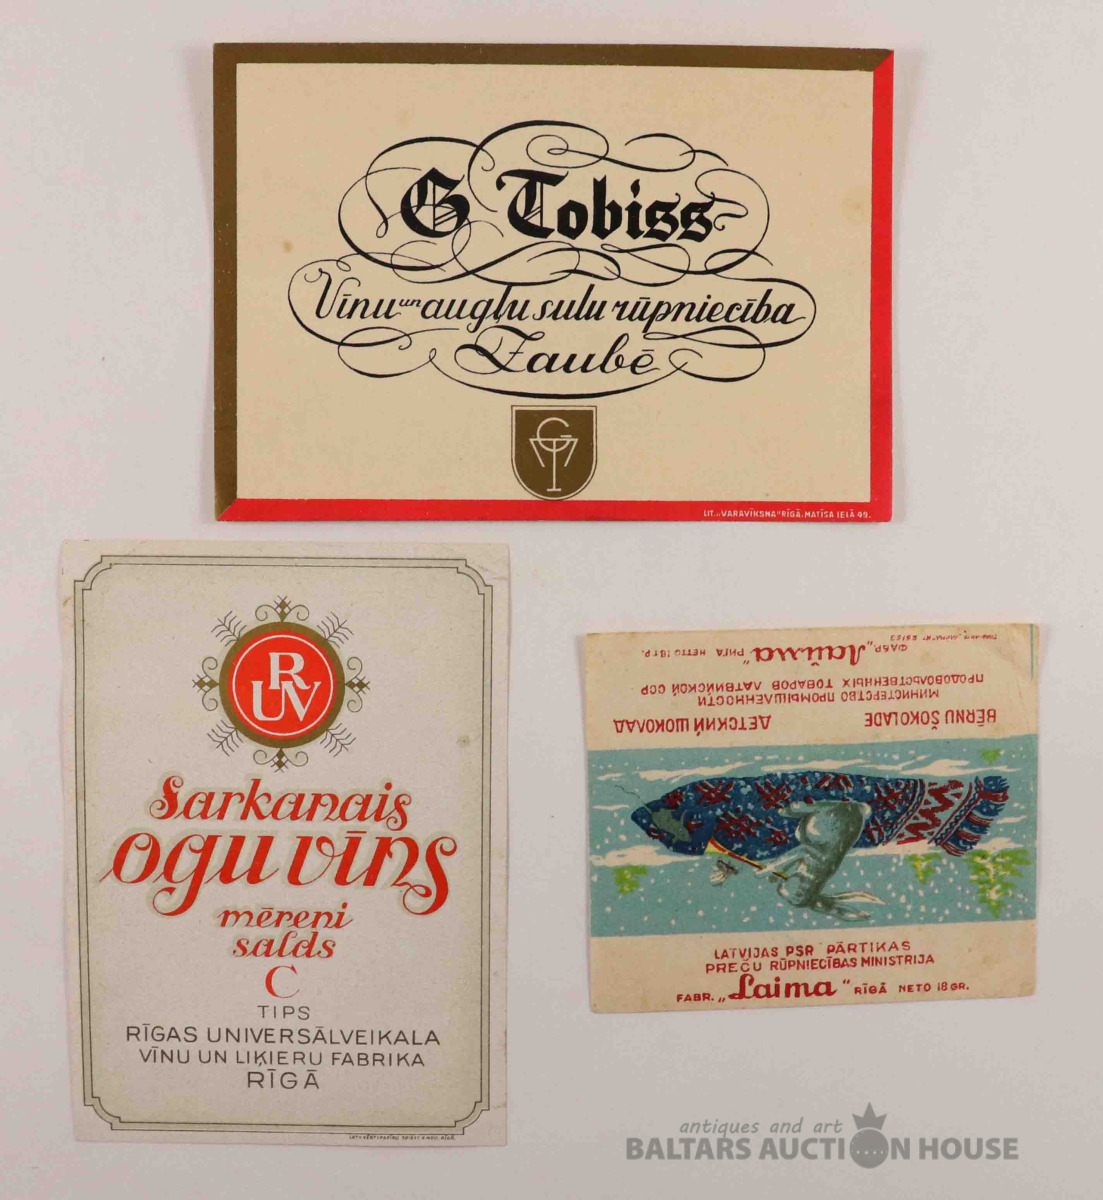 G Tobiss
Vīnu un augļu sulu rūpniecība
Zaubē
LIT. „VARAVĪKSNA" RĪGĀ. MATĪSA IELĀ 49.
RUV
Sarkanais
ogu vīns
mēreni
salds
C
TIPS
RĪGAS UNIVERSĀLVEIKALA
VĪNU UN LIĶIERU FABRIKA
RĪGĀ
ФАБР. „Лайма" РИГА НЕТТО 18 ГР.
МИНИСТЕРСТВО ПРОМЫШЛЕННОСТИ
ПРОДОВОЛЬСТВЕННЫХ ТОВАРОВ ЛАТВИЙСКОЙ ССР
BĒRNU ŠOKOLADE ДЕТСКИЙ ШОКОЛАД
LATVIJAS PSR PĀRTIKAS
PREČU RŪPNIECĪBAS MINISTRIJA
FABR. „Laima" RĪGĀ NETO 18 GR.
antiques and art
BALTARS AUCTION HOUSE